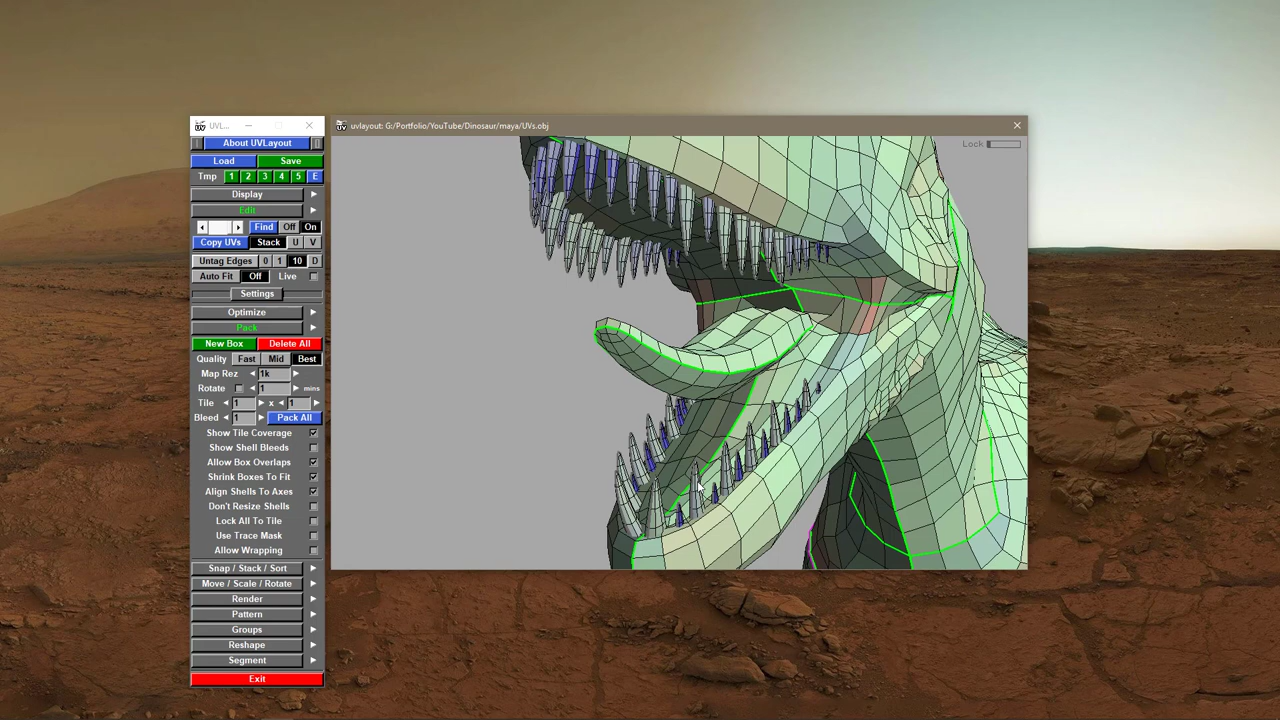 UVL...
uvlayout: G:/Portfolio/YouTube/Dinosaur/maya/UVs.obj
About UVLayout
Lock
Load Save
Tmp 1 2 3 4 5 E
Display
Edit
Find Off On
Copy UVs Stack U V
Untag Edges 0 1 10 D
Auto Fit Off Live
Settings
Optimize
Pack
New Box Delete All
Quality Fast Mid Best
Map Rez 1k
Rotate 1 mins
Tile 1 x 1
Bleed 1 Pack All
Show Tile Coverage
Show Shell Bleeds
Allow Box Overlaps
Shrink Boxes To Fit
Align Shells To Axes
Don't Resize Shells
Lock All To Tile
Use Trace Mask
Allow Wrapping
Snap / Stack / Sort
Move / Scale / Rotate
Render
Pattern
Groups
Reshape
Segment
Exit